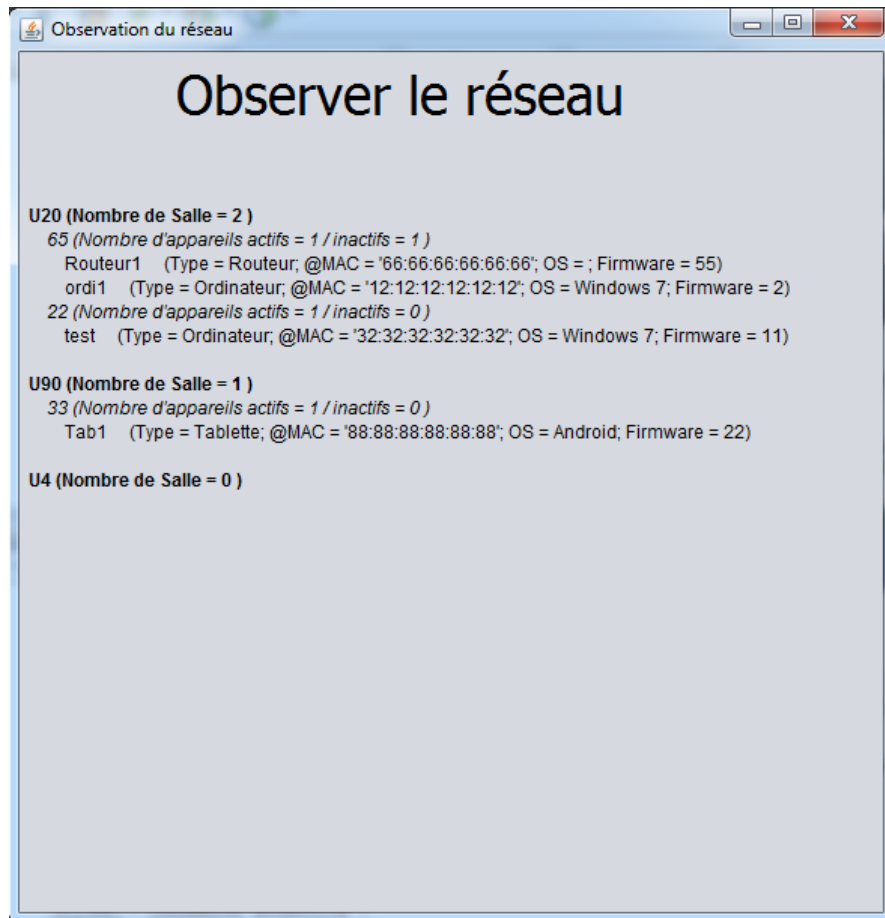 Observation du réseau
Observer le réseau
U20 (Nombre de Salle = 2 )
65 (Nombre d'appareils actifs = 1 / inactifs = 1 )
Routeur1 (Type = Routeur; @MAC = '66:66:66:66:66:66'; OS = ; Firmware = 55)
ordi1 (Type = Ordinateur; @MAC = '12:12:12:12:12:12'; OS = Windows 7; Firmware = 2)
22 (Nombre d'appareils actifs = 1 / inactifs = 0 )
test (Type = Ordinateur; @MAC = '32:32:32:32:32:32'; OS = Windows 7; Firmware = 11)
U90 (Nombre de Salle = 1 )
33 (Nombre d'appareils actifs = 1 / inactifs = 0 )
Tab1 (Type = Tablette; @MAC = '88:88:88:88:88:88'; OS = Android; Firmware = 22)
U4 (Nombre de Salle = 0 )